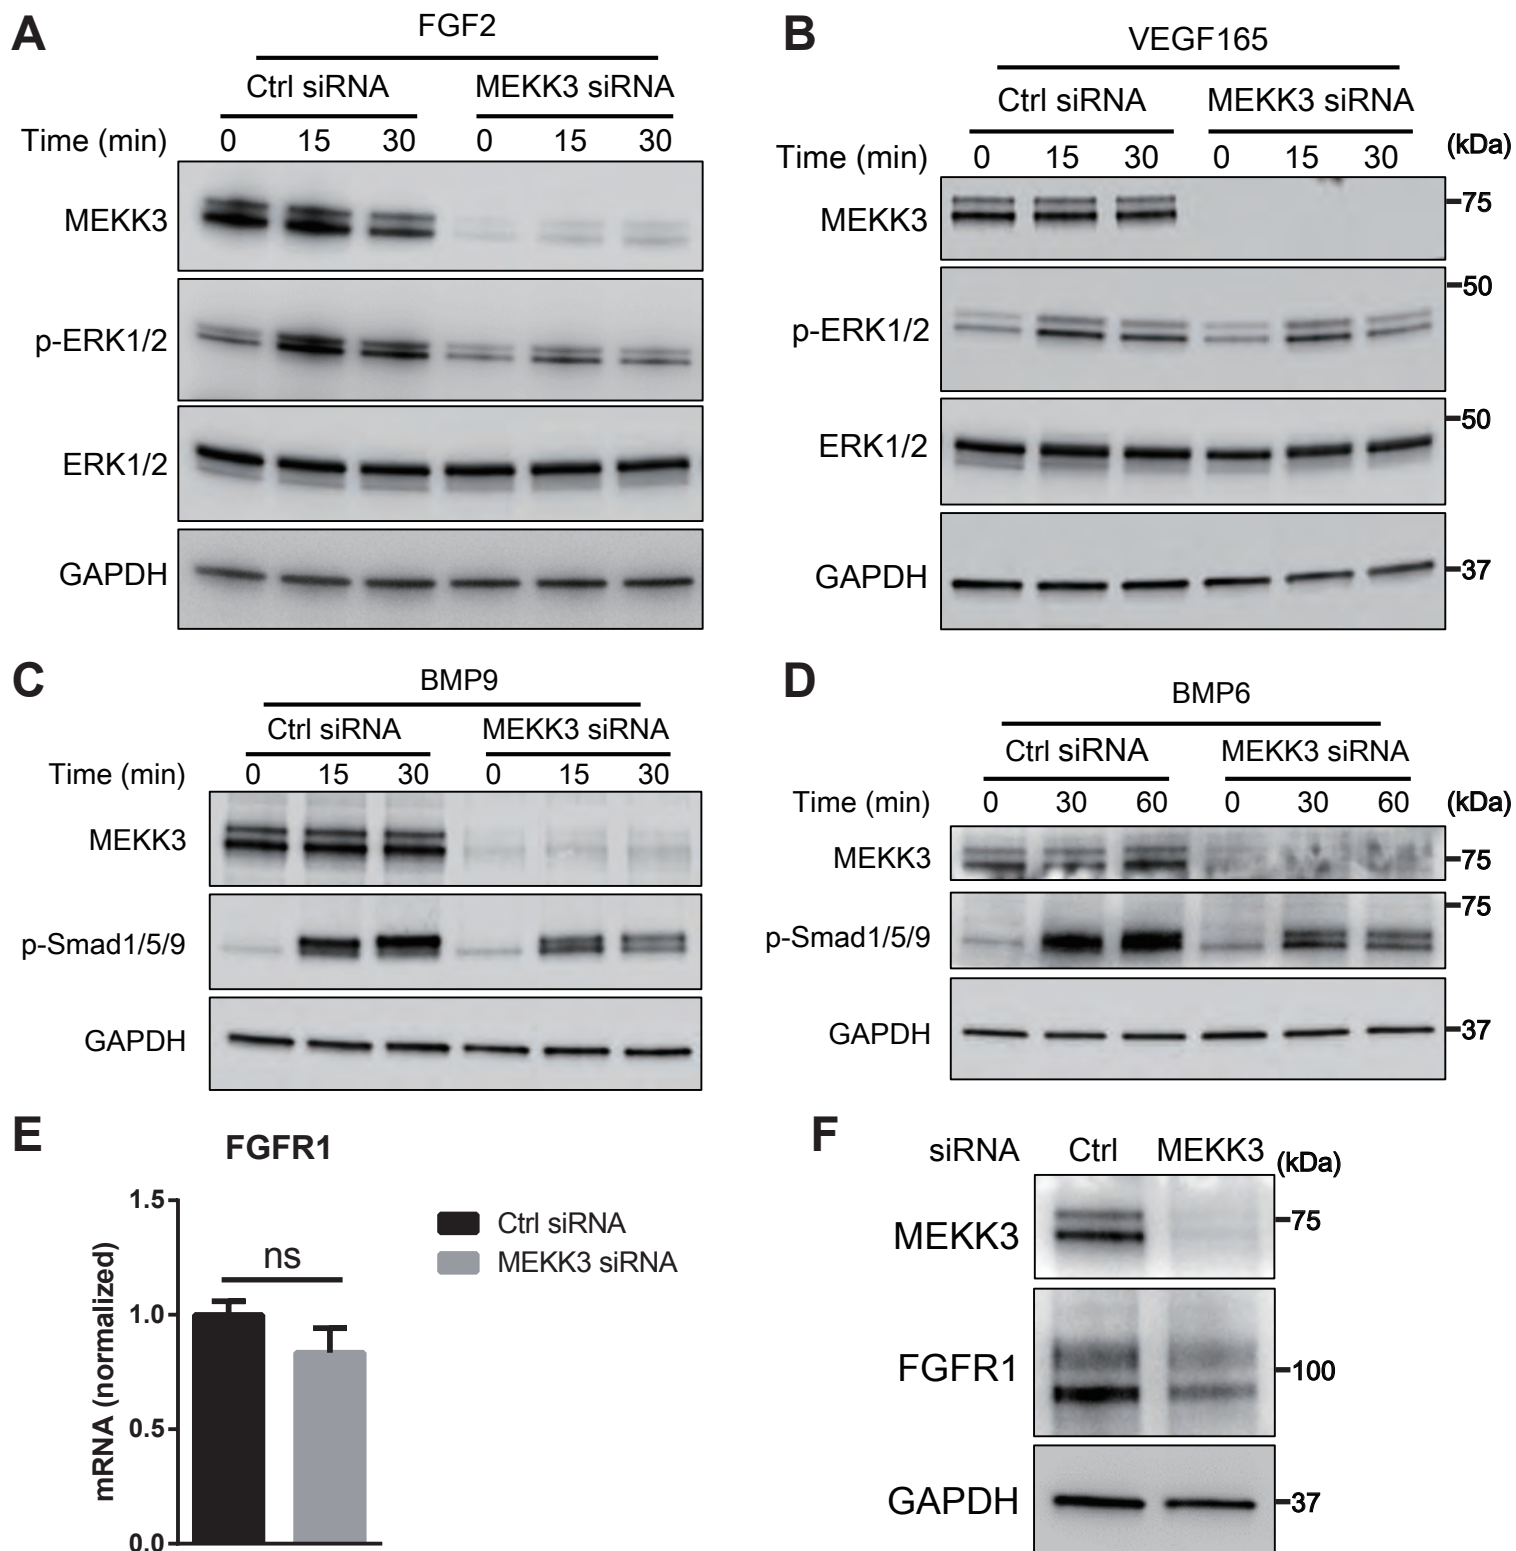 A
FGF2
Ctrl siRNA MEKK3 siRNA
Time (min) 0 15 30 0 15 30
MEKK3
p-ERK1/2
ERK1/2
GAPDH
B
VEGF165
Ctrl siRNA MEKK3 siRNA
Time (min) 0 15 30 0 15 30 (kDa)
MEKK3 75
50
p-ERK1/2
50
ERK1/2
GAPDH 37
C
BMP9
Ctrl siRNA MEKK3 siRNA
Time (min) 0 15 30 0 15 30
MEKK3
p-Smad1/5/9
GAPDH
D
BMP6
Ctrl siRNA MEKK3 siRNA
Time (min) 0 30 60 0 30 60 (kDa)
MEKK3 75
75
p-Smad1/5/9
GAPDH 37
E
FGFR1
mRNA (normalized)
1.5
1.0
0.5
0.0
ns
Ctrl siRNA
MEKK3 siRNA
F
siRNA Ctrl MEKK3 (kDa)
MEKK3 75
FGFR1 100
GAPDH 37